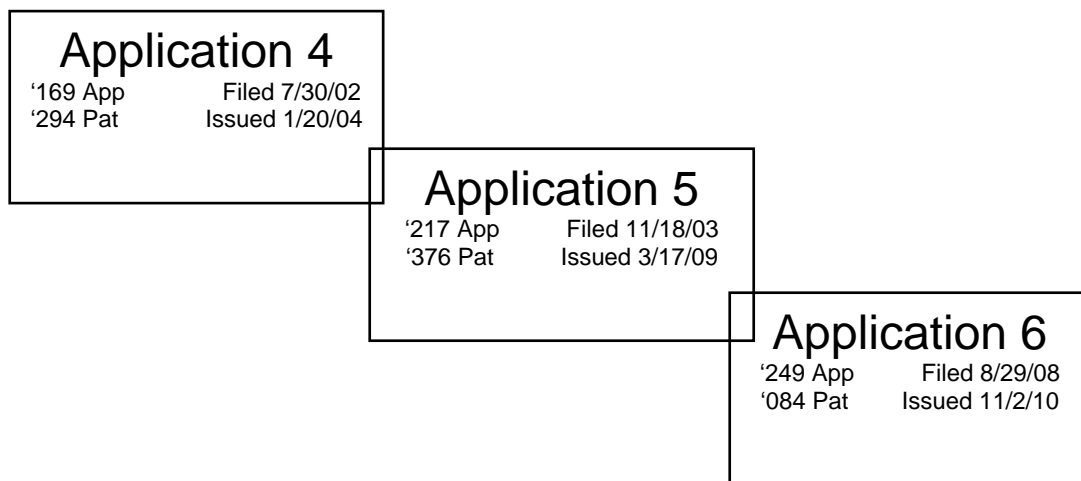 Application 4
‘169 App Filed 7/30/02
‘294 Pat Issued 1/20/04
Application 5
‘217 App Filed 11/18/03
‘376 Pat Issued 3/17/09
Application 6
‘249 App Filed 8/29/08
‘084 Pat Issued 11/2/10